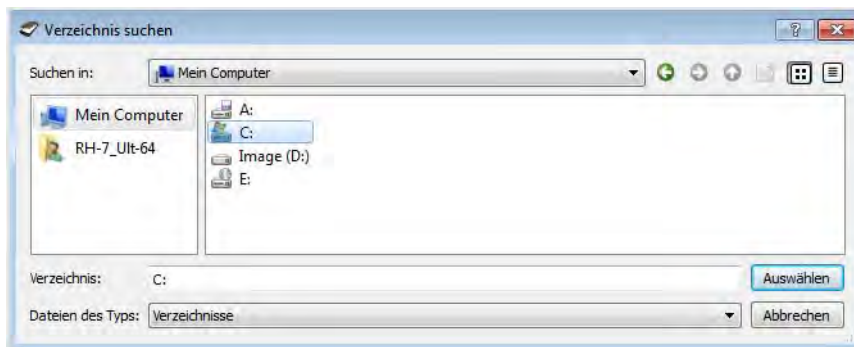 Verzeichnis suchen
Suchen in: Mein Computer
Mein Computer
RH-7_Ult-64
A:
C:
Image (D:)
E:
Verzeichnis: C: Auswählen
Dateien des Typs: Verzeichnisse Abbrechen